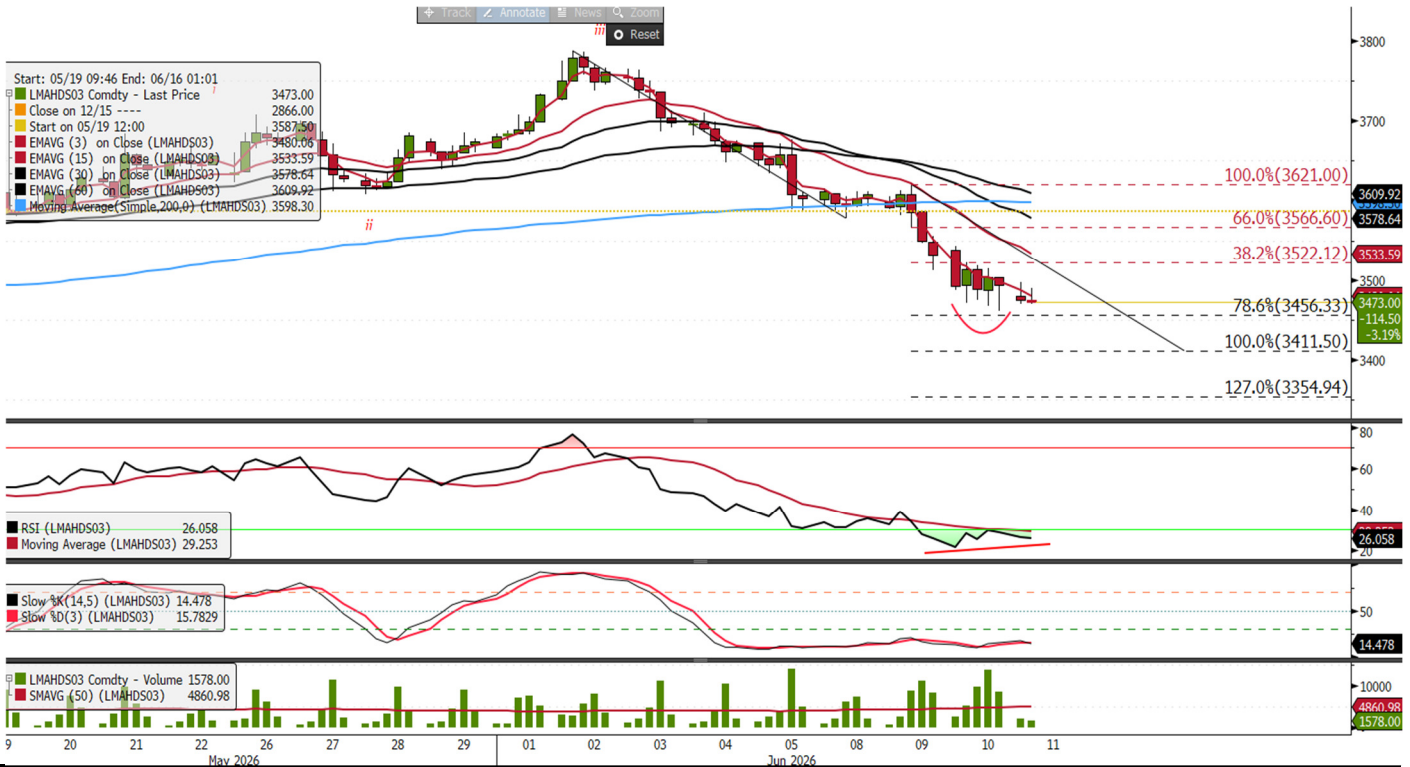 Track Annotate News Zoom
Reset
iii
Start: 05/19 09:46 End: 06/16 01:01
i
LMAHDS03 Comdty - Last Price 3473.00
Close on 12/15 ---- 2866.00
Start on 05/19 12:00 3587.50
EMAVG (3) on Close (LMAHDS03) 3480.06
EMAVG (15) on Close (LMAHDS03) 3533.59
EMAVG (30) on Close (LMAHDS03) 3578.64
EMAVG (60) on Close (LMAHDS03) 3609.92
Moving Average(Simple,200,0) (LMAHDS03) 3598.30
ii
3800
3700
100.0%(3621.00)
3609.92
3578.64
66.0%(3566.60)
38.2%(3522.12)
3533.59
3500
78.6%(3456.33)
3473.00
-114.50
-3.19%
100.0%(3411.50)
3400
127.0%(3354.94)
80
60
40
RSI (LMAHDS03) 26.058
Moving Average (LMAHDS03) 29.253
26.058
20
Slow %K(14,5) (LMAHDS03) 14.478
Slow %D(3) (LMAHDS03) 15.7829
50
14.478
LMAHDS03 Comdty - Volume 1578.00
SMAVG (50) (LMAHDS03) 4860.98
10000
4860.98
1578.00
9 20 21 22 26 27 28 29 01 02 03 04 05 08 09 10 11
May 2026 Jun 2026